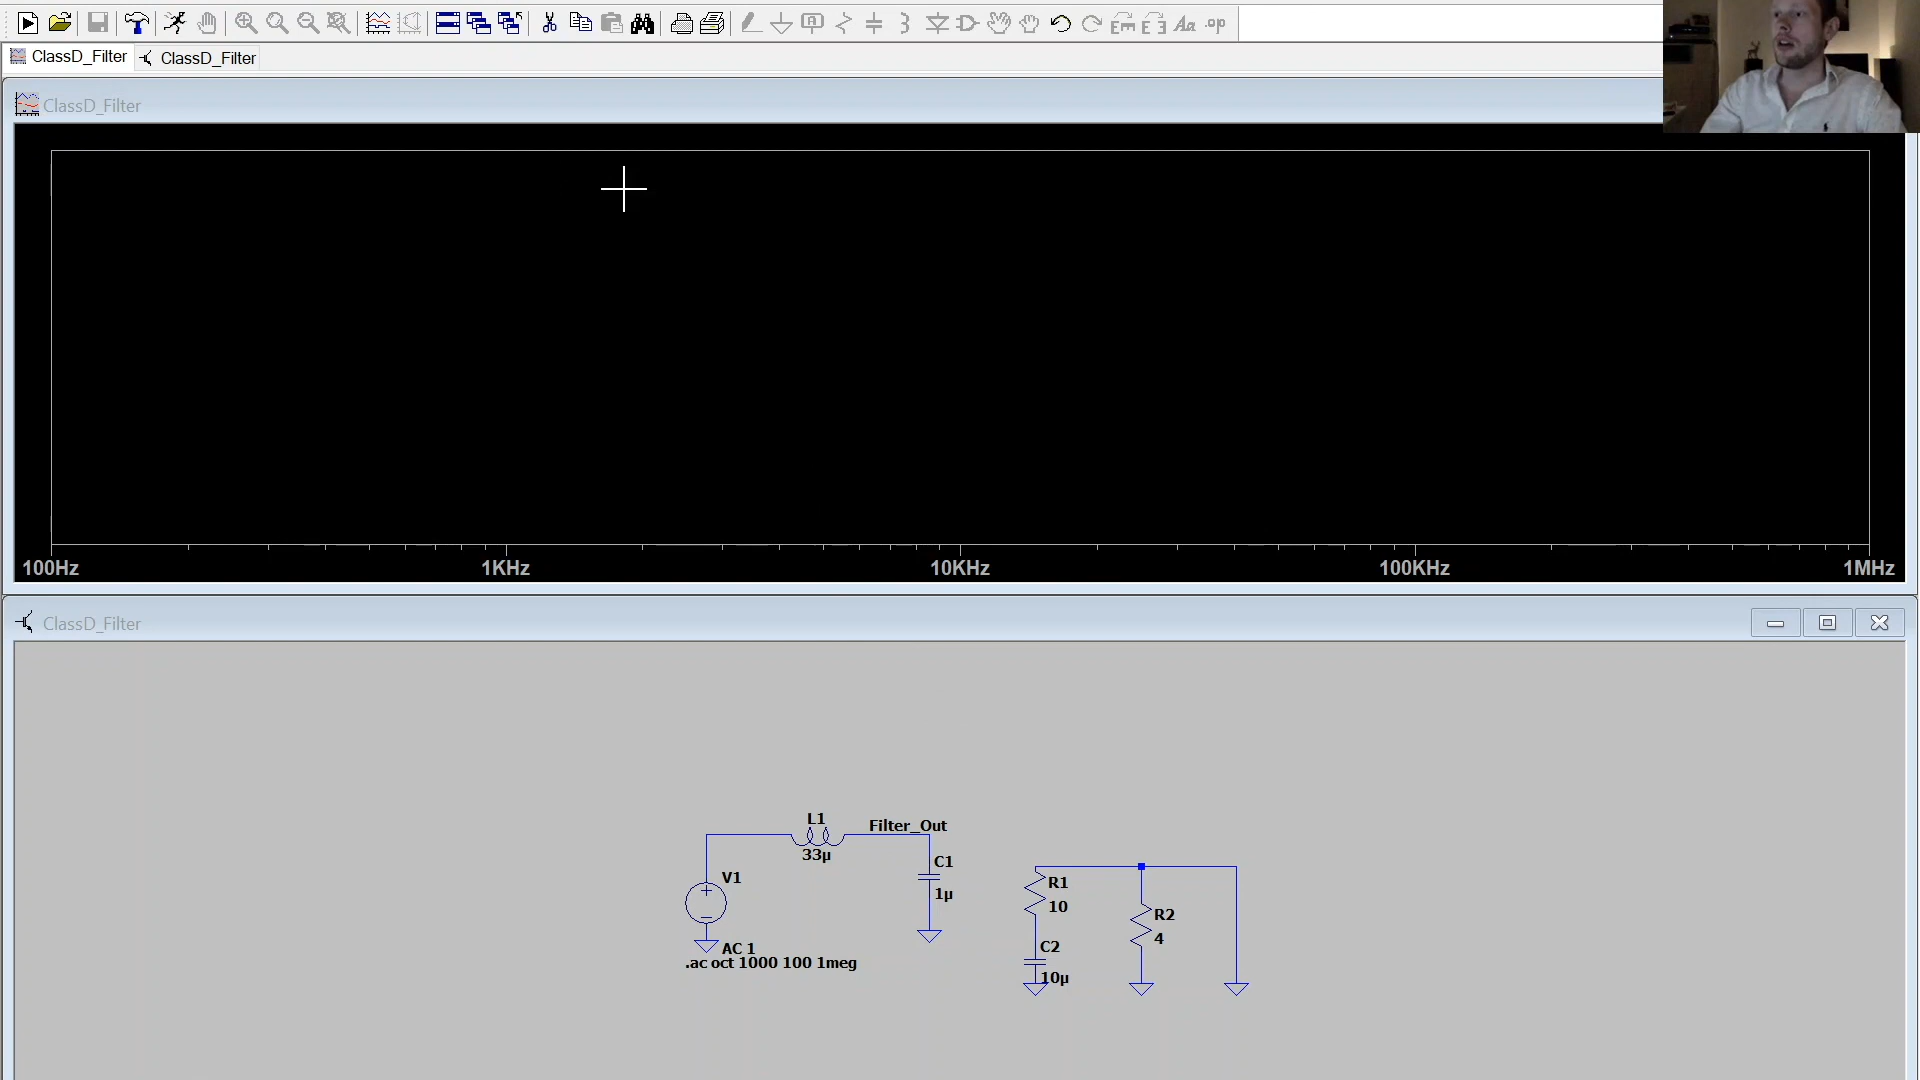 ClassD_Filter ClassD_Filter
ClassD_Filter
100Hz 1KHz 10KHz 100KHz 1MHz
ClassD_Filter
L1
33µ
Filter_Out
V1
AC 1
.ac oct 1000 100 1meg
C1
1µ
R1
10
C2
10µ
R2
4